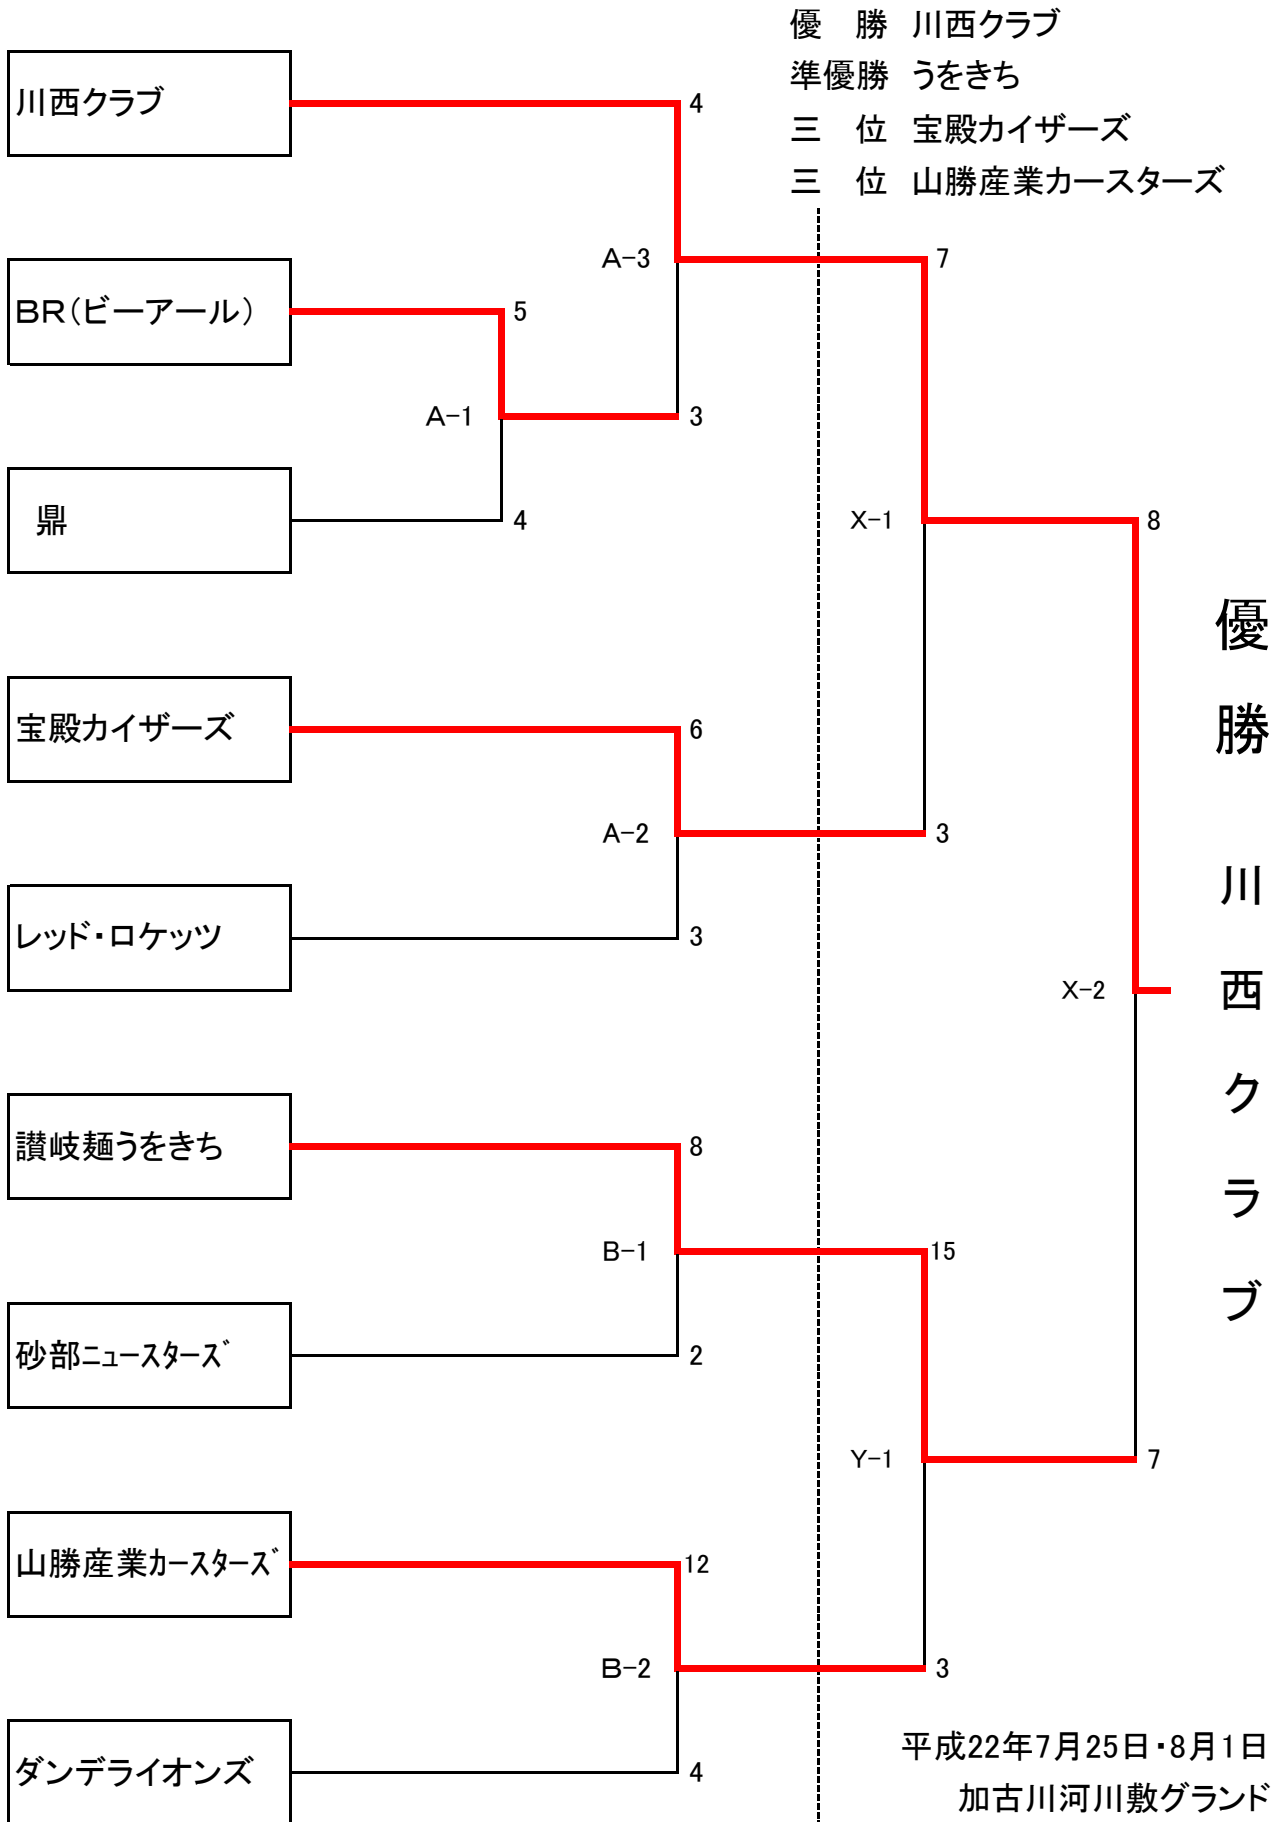 優　勝　川西クラブ
準優勝　うをきち
三　位　宝殿カイザーズ
三　位　山勝産業カースターズ
川西クラブ
4
A-3
7
BR(ビーアール)
5
A-1
3
鼎
4
X-1
8
宝殿カイザーズ
6
A-2
3
レッド・ロケッツ
3
X-2
優勝　川西クラブ
讃岐麺うをきち
8
B-1
15
砂部ﾆｭｰｽﾀｰｽﾞ
2
Y-1
7
山勝産業ｶｰｽﾀｰｽﾞ
12
B-2
3
ダンデライオンズ
4
平成22年7月25日・8月1日
加古川河川敷グランド